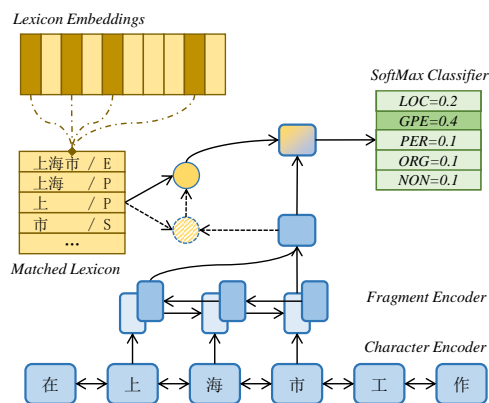 Lexicon Embeddings
SoftMax Classifier
LOC=0.2
GPE=0.4
PER=0.1
ORG=0.1
NON=0.1
上海市 / E
上海 / P
上 / P
市 / S
...
Matched Lexicon
Fragment Encoder
Character Encoder
在 上 海 市 工 作